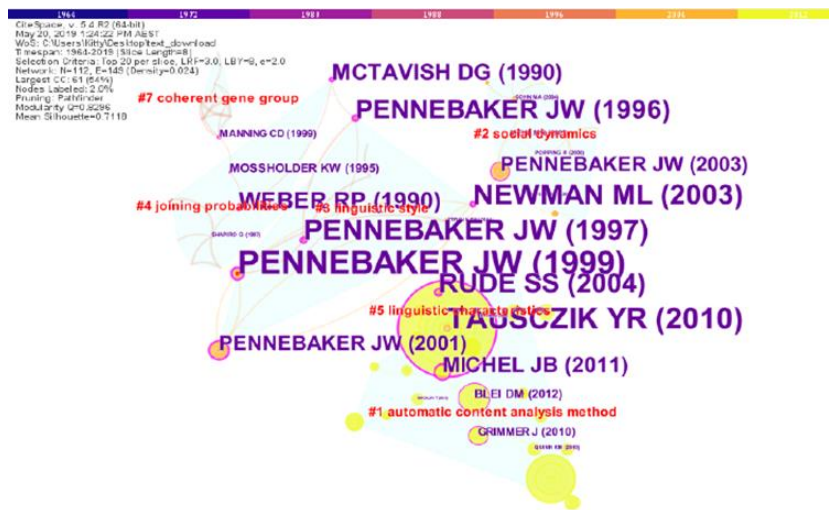 1964 1972 1980 1988 1996 2004 2012
CiteSpace, v. 5.4.R2 (64-bit)
May 20, 2019 1:24:22 PM AEST
WoS: C:\Users\Kitty\Desktop\text_download
Timespan: 1964-2019 (Slice Length=8)
Selection Criteria: Top 20 per slice, LRF=3.0, LBY=8, e=2.0
Network: N=112, E=149 (Density=0.024)
Largest CC: 61 (54%)
Nodes Labeled: 2.0%
Pruning: Pathfinder
Modularity Q=0.8296
Mean Silhouette=0.7118
MCTAVISH DG (1990)
#7 coherent gene group
PENNEBAKER JW (1996)
MANNING CD (1999)
#2 social dynamics
MOSSHOLDER KW (1995)
PENNEBAKER JW (2003)
WEBER RP (1990)
NEWMAN ML (2003)
#4 joining probabilities
linguistic style
PENNEBAKER JW (1997)
PENNEBAKER JW (1999)
RUDE SS (2004)
#5 linguistic characteristics
TAUSCZIK YR (2010)
PENNEBAKER JW (2001)
MICHEL JB (2011)
BLEI DM (2012)
#1 automatic content analysis method
GRIMMER J (2010)